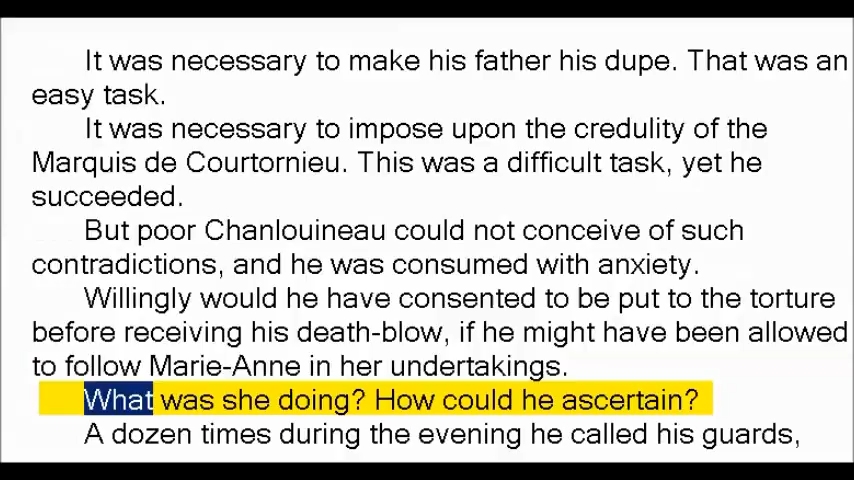 It was necessary to make his father his dupe. That was an
easy task.
It was necessary to impose upon the credulity of the
Marquis de Courtornieu. This was a difficult task, yet he
succeeded.
But poor Chanlouineau could not conceive of such
contradictions, and he was consumed with anxiety.
Willingly would he have consented to be put to the torture
before receiving his death-blow, if he might have been allowed
to follow Marie-Anne in her undertakings.
What was she doing? How could he ascertain?
A dozen times during the evening he called his guards,